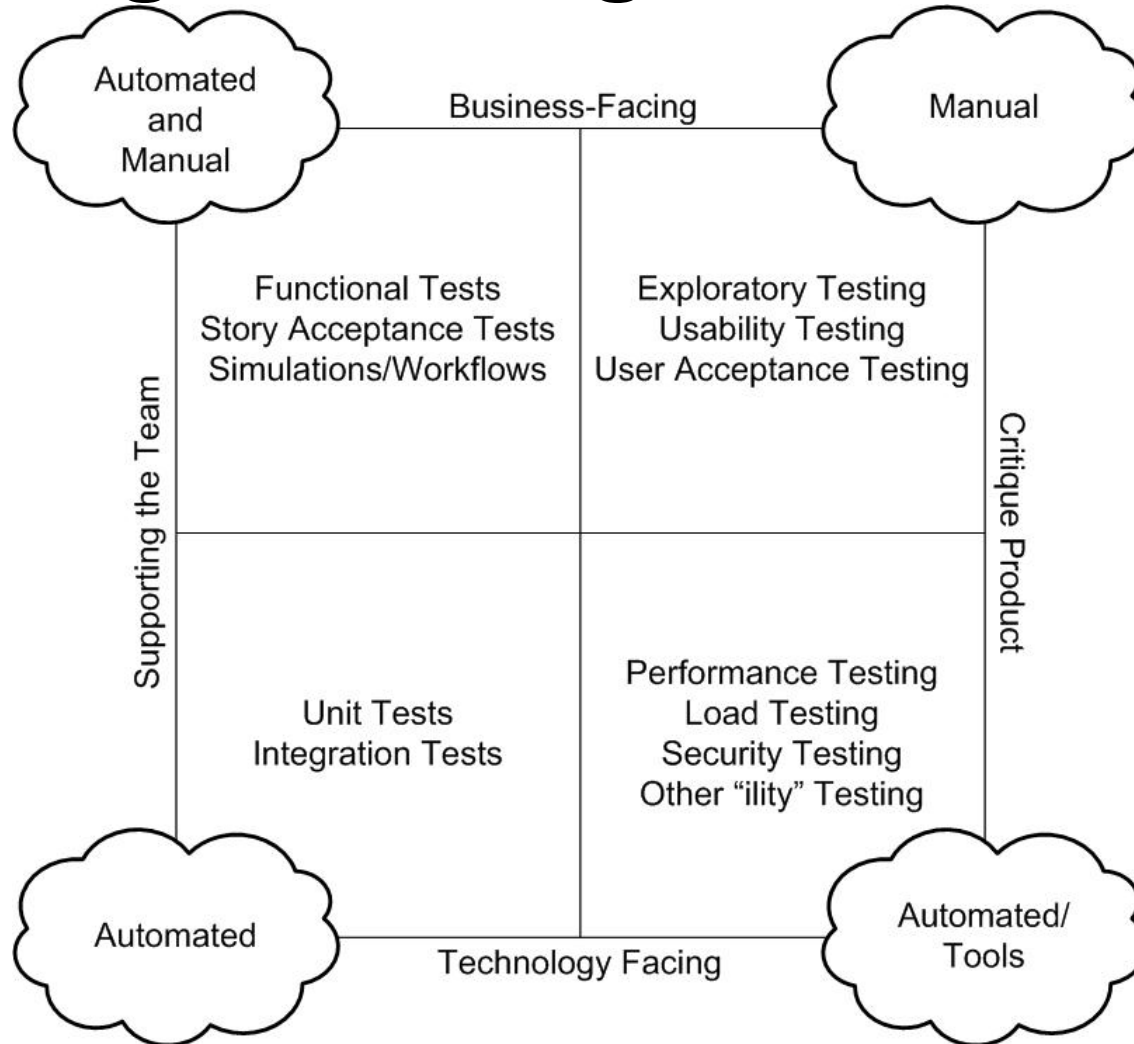 Automated
and
Manual
Business-Facing
Manual
Functional Tests
Story Acceptance Tests
Simulations/Workflows
Exploratory Testing
Usability Testing
User Acceptance Testing
Supporting the Team
Critique Product
Unit Tests
Integration Tests
Performance Testing
Load Testing
Security Testing
Other “ility” Testing
Automated
Technology Facing
Automated/
Tools